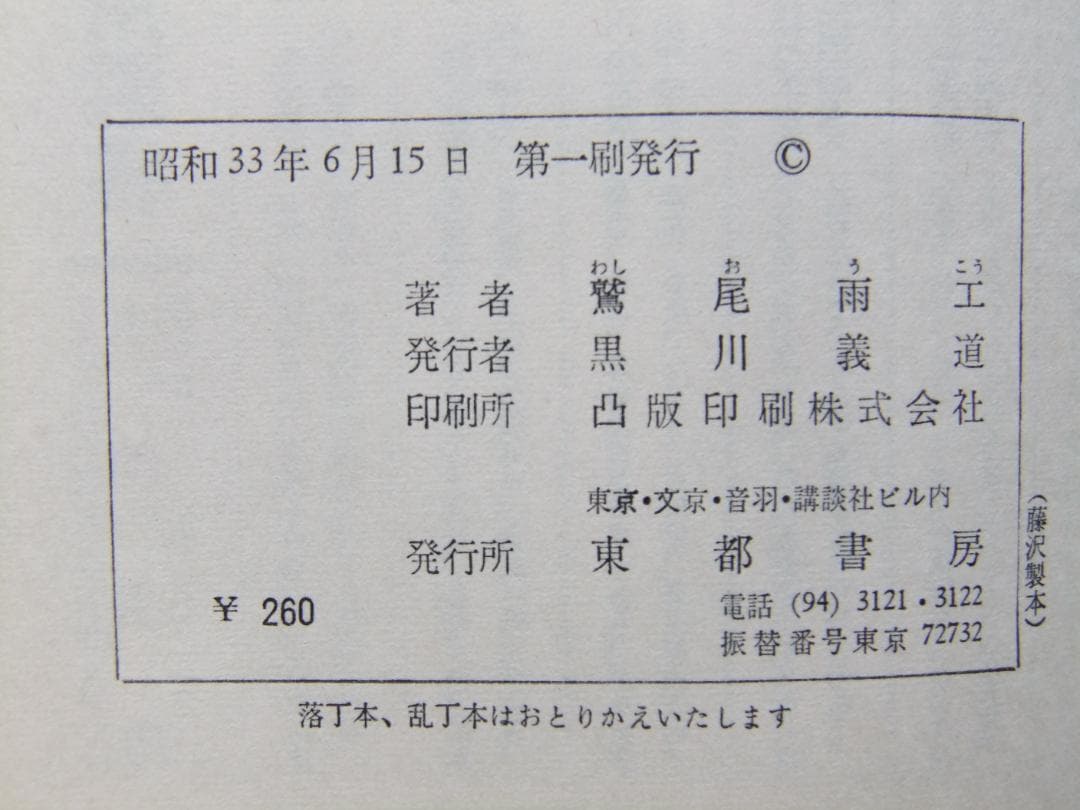 昭和33年6月15日 第一刷発行 ©
わし お う こう
著者 鷲尾雨工
発行者 黒川義道
印刷所 凸版印刷株式会社
東京・文京・音羽・講談社ビル内
発行所 東都書房
¥ 260
電話 (94) 3121・3122
振替番号東京 72732
(藤沢製本)
落丁本、乱丁本はおとりかえいたします